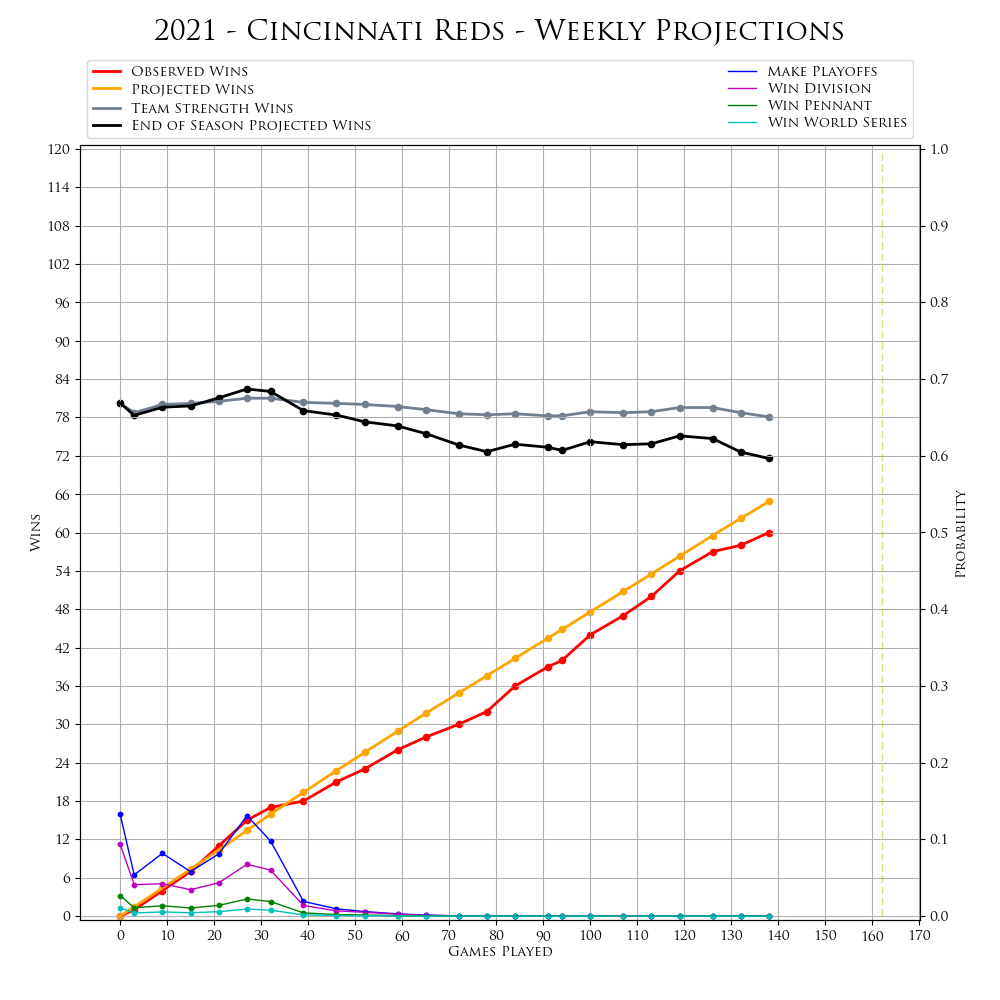 2021 - Cincinnati Reds - Weekly Projections
Observed Wins
Projected Wins
Team Strength Wins
End of Season Projected Wins
Make Playoffs
Win Division
Win Pennant
Win World Series
120
114
108
102
96
90
84
78
72
66
60
54
48
42
36
30
24
18
12
6
0
Wins
1.0
0.9
0.8
0.7
0.6
0.5
0.4
0.3
0.2
0.1
0.0
Probability
0 10 20 30 40 50 60 70 80 90 100 110 120 130 140 150 160 170
Games Played